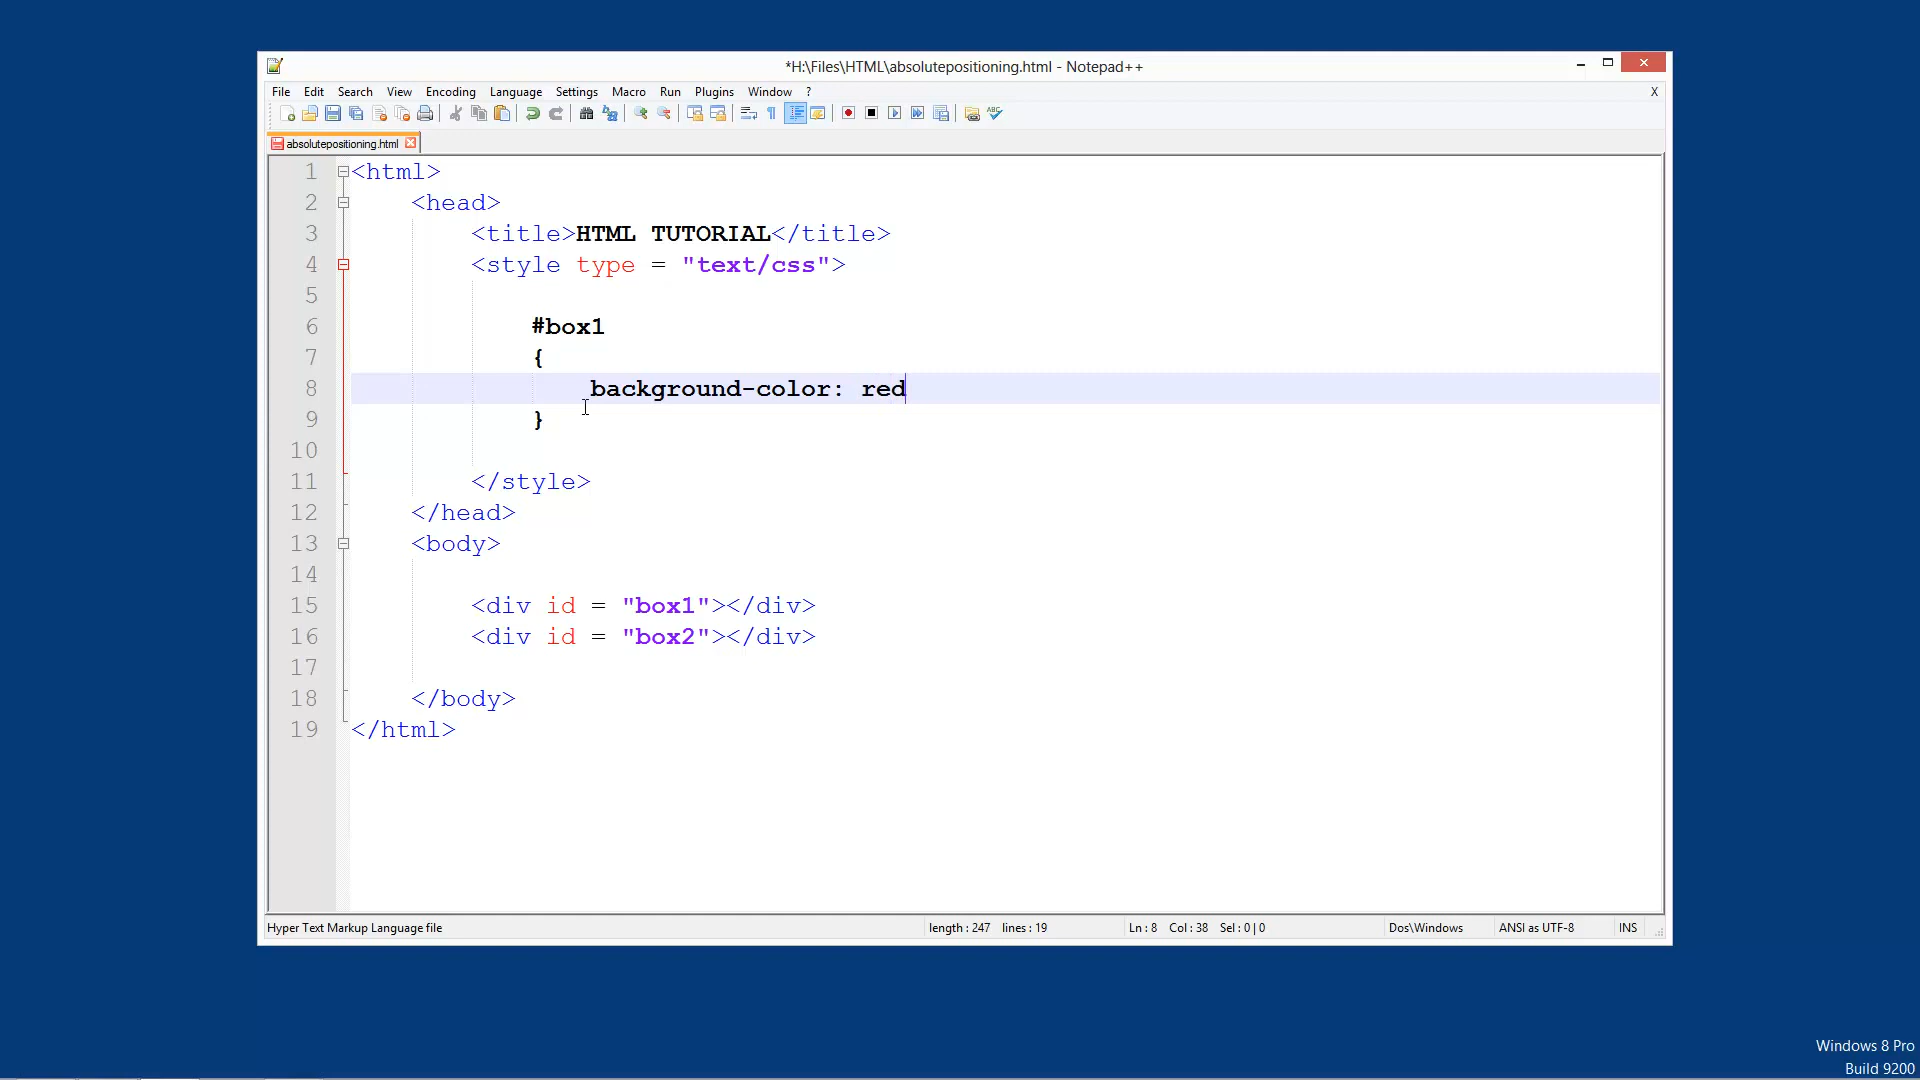 *H:\Files\HTML\absolutepositioning.html - Notepad++
File Edit Search View Encoding Language Settings Macro Run Plugins Window ? X
absolutepositioning.html
1 <html>
2 <head>
3 <title>HTML TUTORIAL</title>
4 <style type = "text/css">
5
6 #box1
7 {
8 background-color: red
9 }
10
11 </style>
12 </head>
13 <body>
14
15 <div id = "box1"></div>
16 <div id = "box2"></div>
17
18 </body>
19 </html>
Hyper Text Markup Language file length : 247 lines : 19 Ln : 8 Col : 38 Sel : 0 | 0 Dos\Windows ANSI as UTF-8 INS
Windows 8 Pro
Build 9200